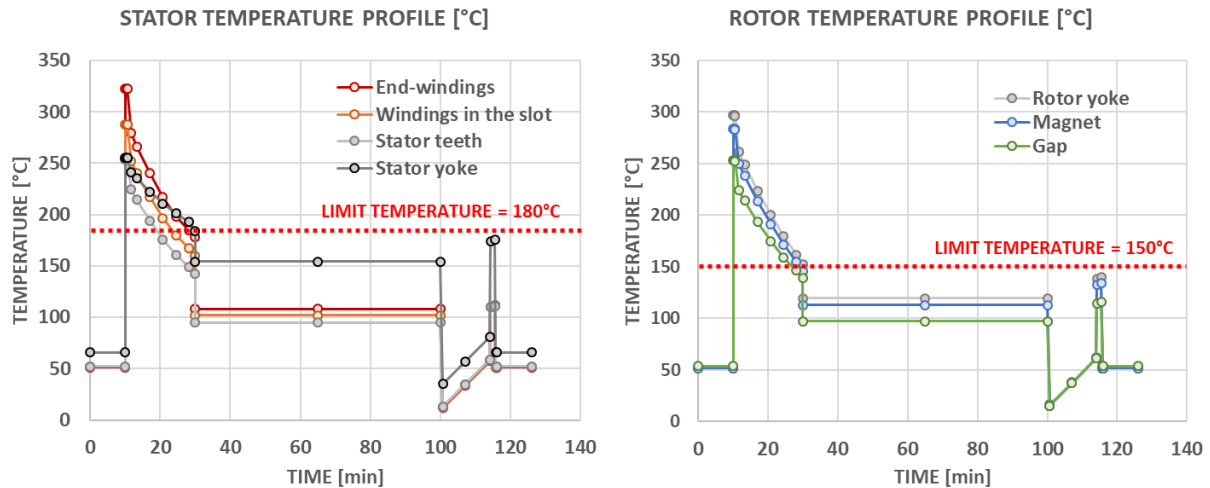 STATOR TEMPERATURE PROFILE [°C]
350
300
250
200
150
100
50
0
TEMPERATURE [°C]
End-windings
Windings in the slot
Stator teeth
Stator yoke
LIMIT TEMPERATURE = 180°C
0 20 40 60 80 100 120 140
TIME [min]
ROTOR TEMPERATURE PROFILE [°C]
350
300
250
200
150
100
50
0
TEMPERATURE [°C]
Rotor yoke
Magnet
Gap
LIMIT TEMPERATURE = 150°C
0 20 40 60 80 100 120 140
TIME [min]